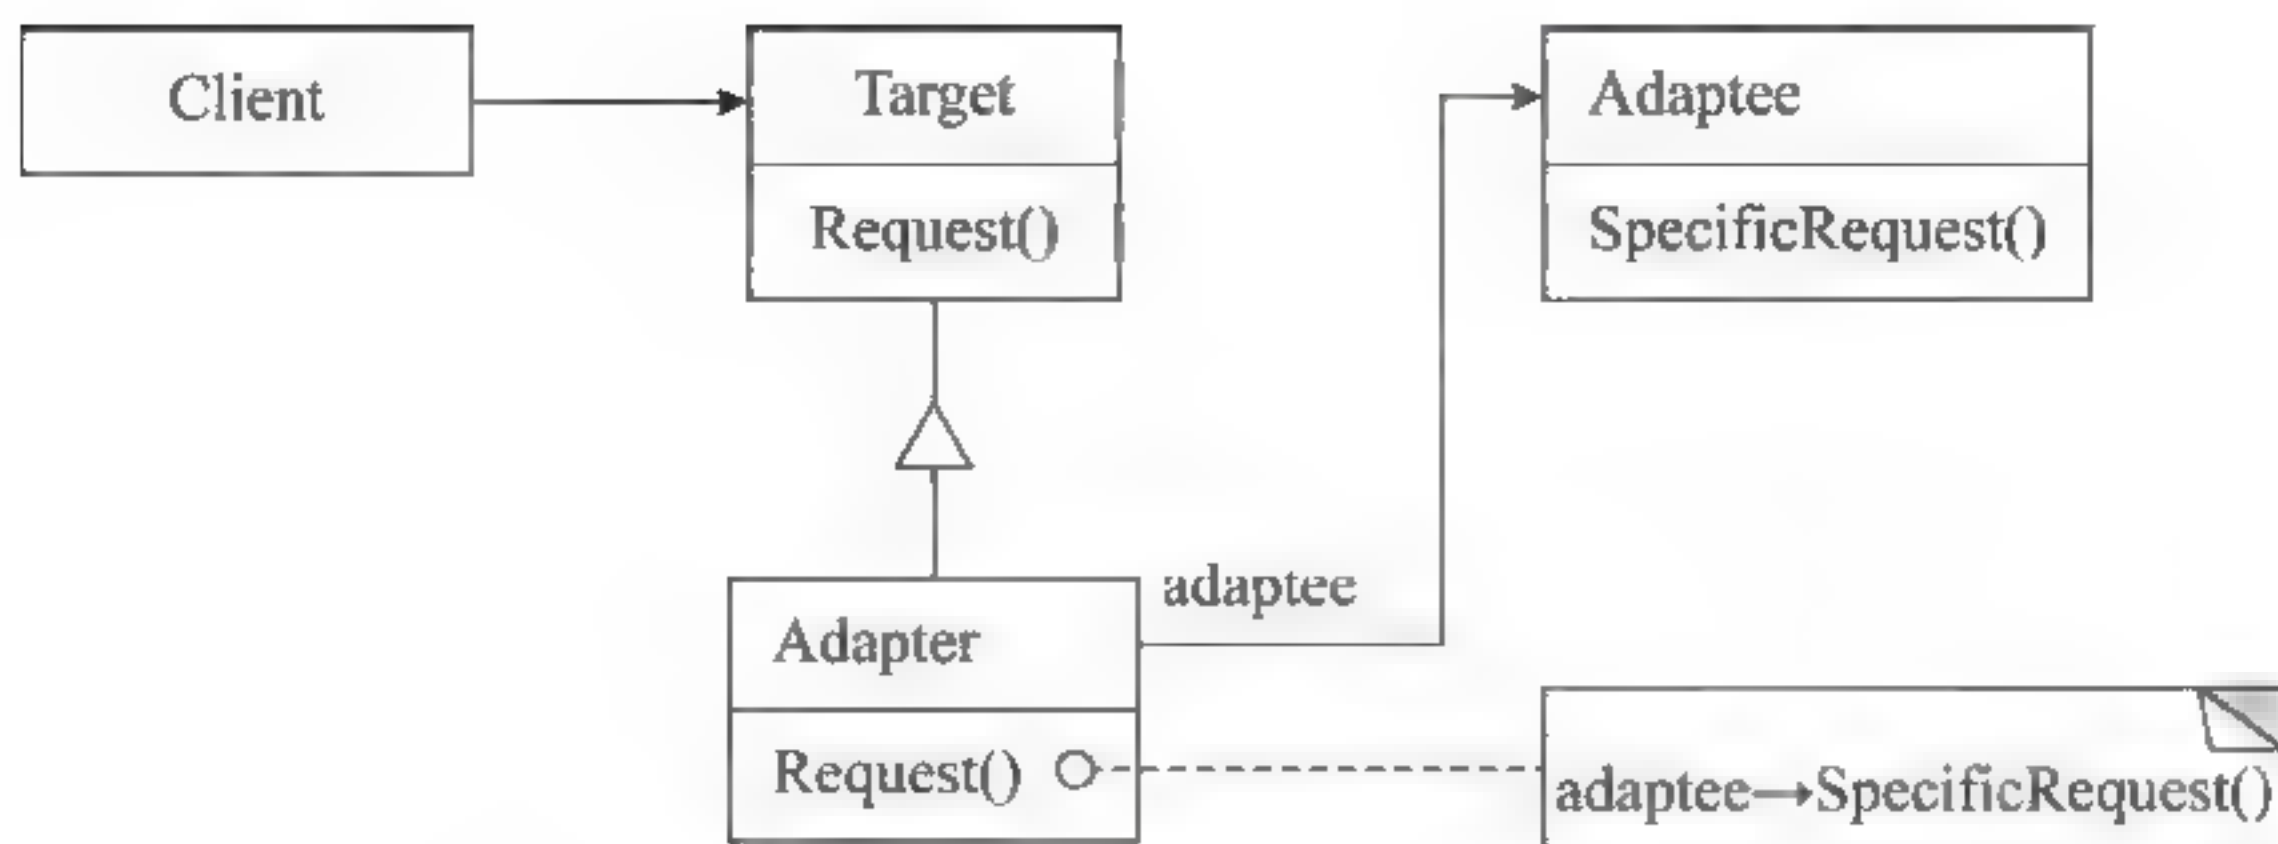 Client
Target
Request()
Adaptee
SpecificRequest()
adaptee
Adapter
Request()
adaptee→SpecificRequest()